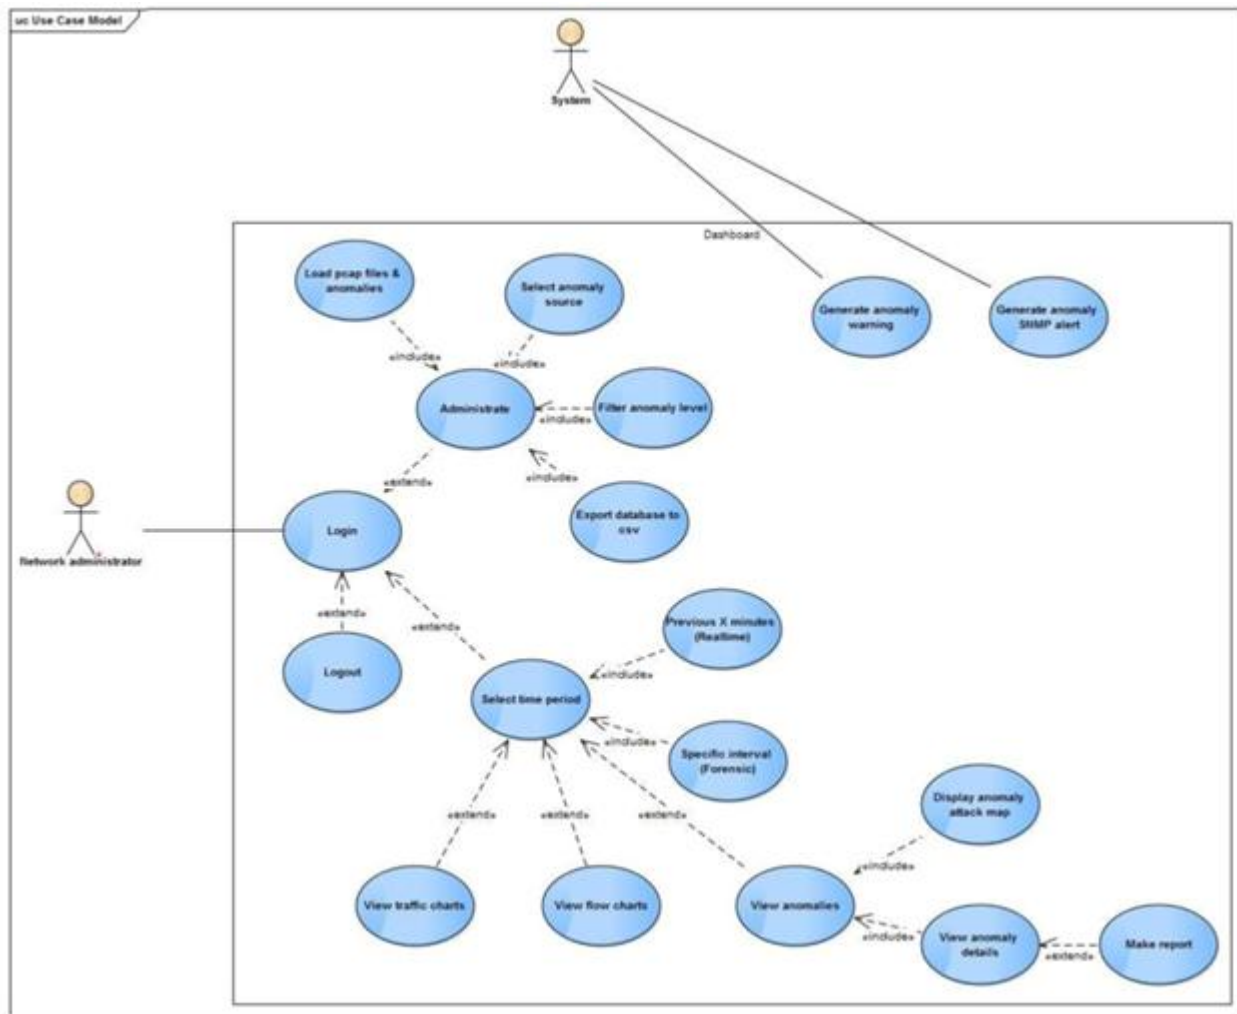 uc Use Case Model
System
Dashboard
Load pcap files &
anomalies
Select anomaly
source
Generate anomaly
warning
Generate anomaly
SNMP alert
«include»
«include»
Administrate
Filter anomaly level
«include»
«extend»
«include»
Export database to
csv
Login
Network administrator
«extend»
«extend»
Previous X minutes
(Realtime)
Logout
«include»
Select time period
«include»
Specific interval
(Forensic)
Display anomaly
attack map
«extend»
«extend»
«extend»
«include»
View traffic charts
View flow charts
View anomalies
«include»
View anomaly
details
«extend»
Make report